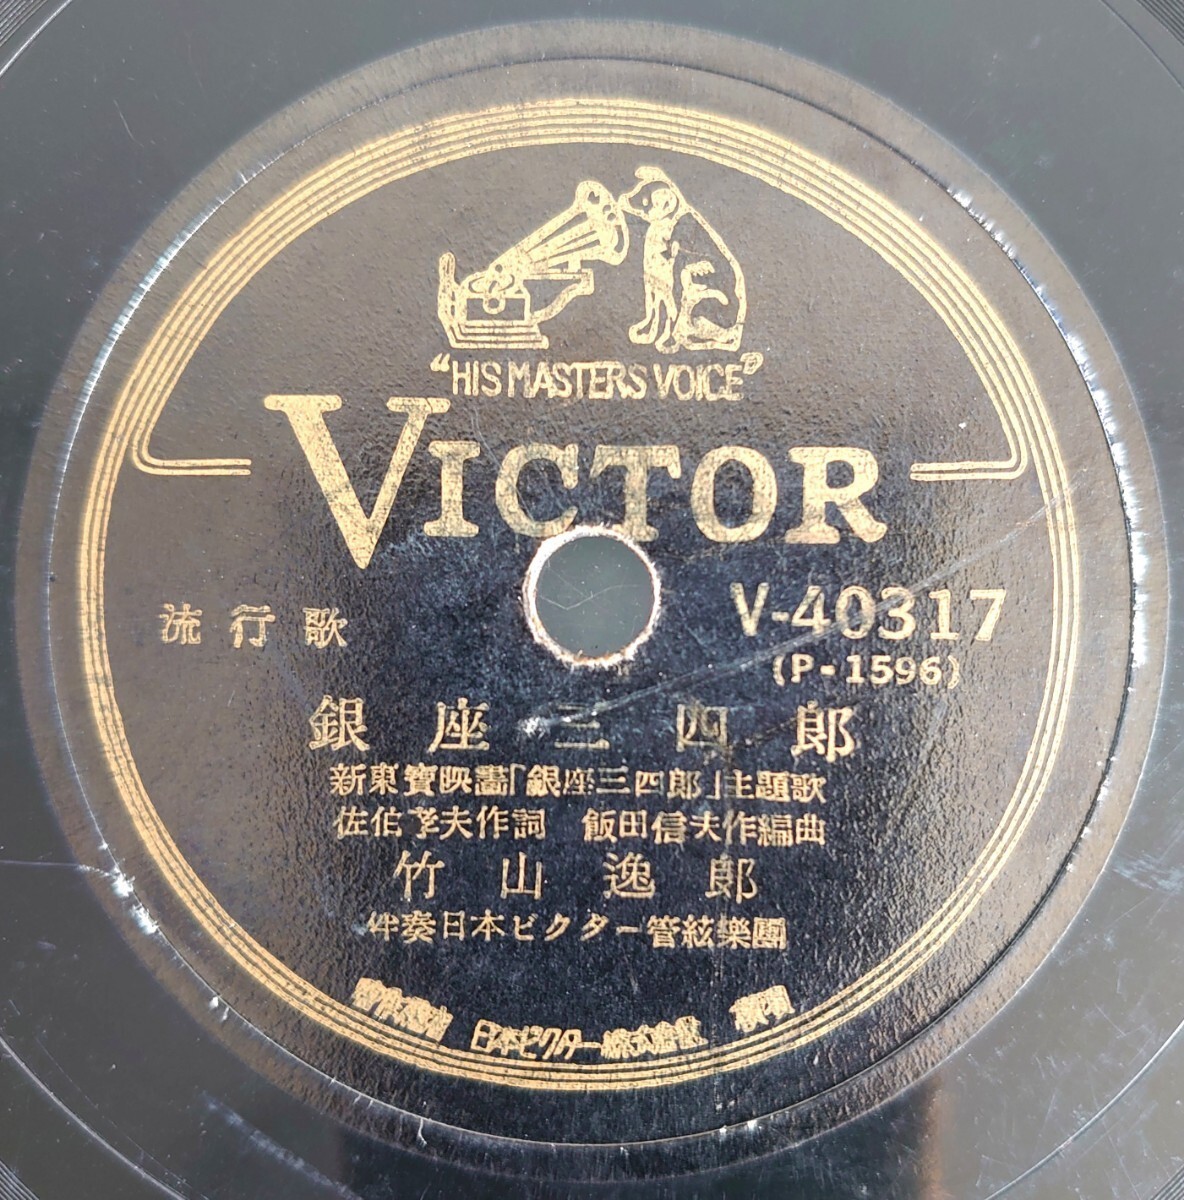 “HIS MASTERS VOICE”
VICTOR
流行歌
V-40317
(P-1596)
銀座三四郎
新東寶映畫「銀座三四郎」主題歌
佐伯孝夫作詞 飯田信夫作編曲
竹山逸郎
伴奏日本ビクター管絃樂團
日本ビクター株式會社